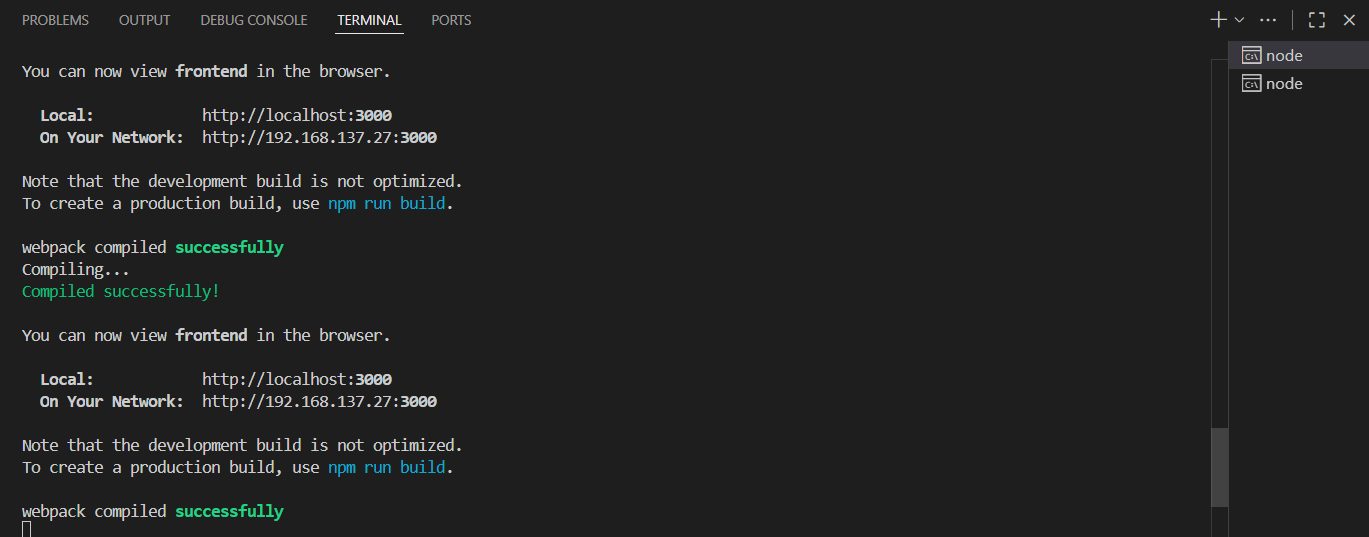 PROBLEMS OUTPUT DEBUG CONSOLE TERMINAL PORTS
You can now view frontend in the browser.
Local: http://localhost:3000
On Your Network: http://192.168.137.27:3000
Note that the development build is not optimized.
To create a production build, use npm run build.
webpack compiled successfully
Compiling...
Compiled successfully!
You can now view frontend in the browser.
Local: http://localhost:3000
On Your Network: http://192.168.137.27:3000
Note that the development build is not optimized.
To create a production build, use npm run build.
webpack compiled successfully
node
node